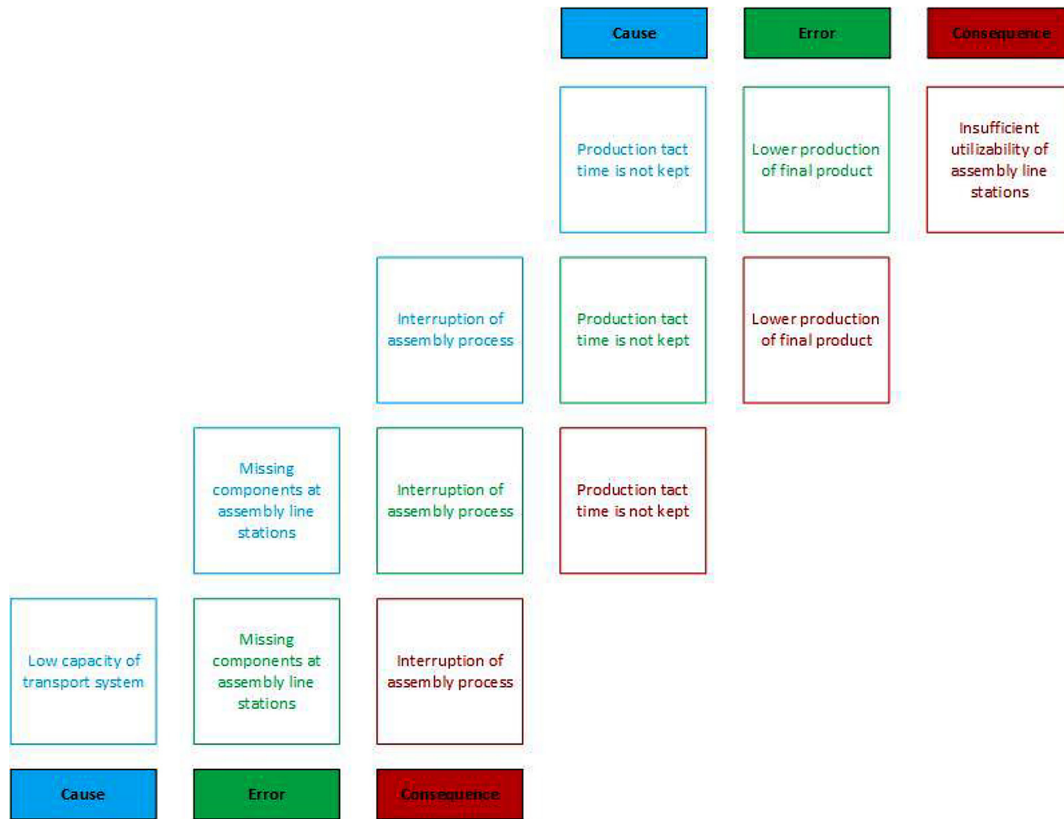 Cause
Error
Consequence
Production tact
time is not kept
Lower production
of final product
Insufficient
utilizability of
assembly line
stations
Interruption of
assembly process
Production tact
time is not kept
Lower production
of final product
Missing
components at
assembly line
stations
Interruption of
assembly process
Production tact
time is not kept
Low capacity of
transport system
Missing
components at
assembly line
stations
Interruption of
assembly process
Cause
Error
Consequence